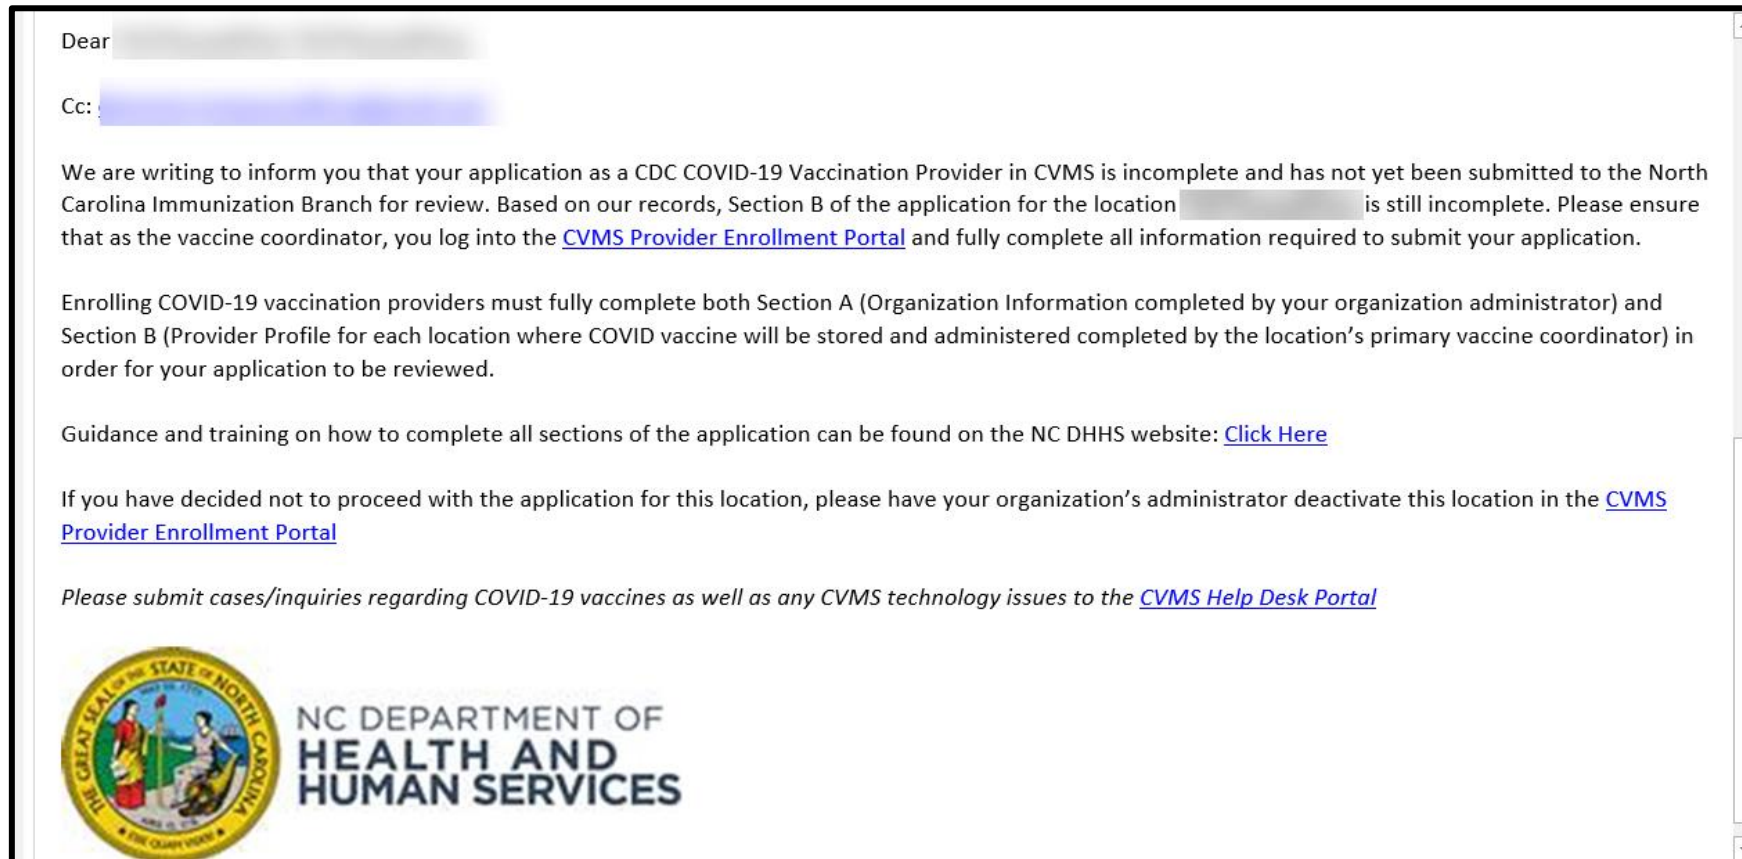 Dear
Cc:
We are writing to inform you that your application as a CDC COVID-19 Vaccination Provider in CVMS is incomplete and has not yet been submitted to the North
Carolina Immunization Branch for review. Based on our records, Section B of the application for the location is still incomplete. Please ensure
that as the vaccine coordinator, you log into the CVMS Provider Enrollment Portal and fully complete all information required to submit your application.
Enrolling COVID-19 vaccination providers must fully complete both Section A (Organization Information completed by your organization administrator) and
Section B (Provider Profile for each location where COVID vaccine will be stored and administered completed by the location’s primary vaccine coordinator) in
order for your application to be reviewed.
Guidance and training on how to complete all sections of the application can be found on the NC DHHS website: Click Here
If you have decided not to proceed with the application for this location, please have your organization’s administrator deactivate this location in the CVMS
Provider Enrollment Portal
Please submit cases/inquiries regarding COVID-19 vaccines as well as any CVMS technology issues to the CVMS Help Desk Portal
THE GREAT SEAL OF THE STATE OF NORTH CAROLINA
ESSE QUAM VIDERI
NC DEPARTMENT OF
HEALTH AND
HUMAN SERVICES